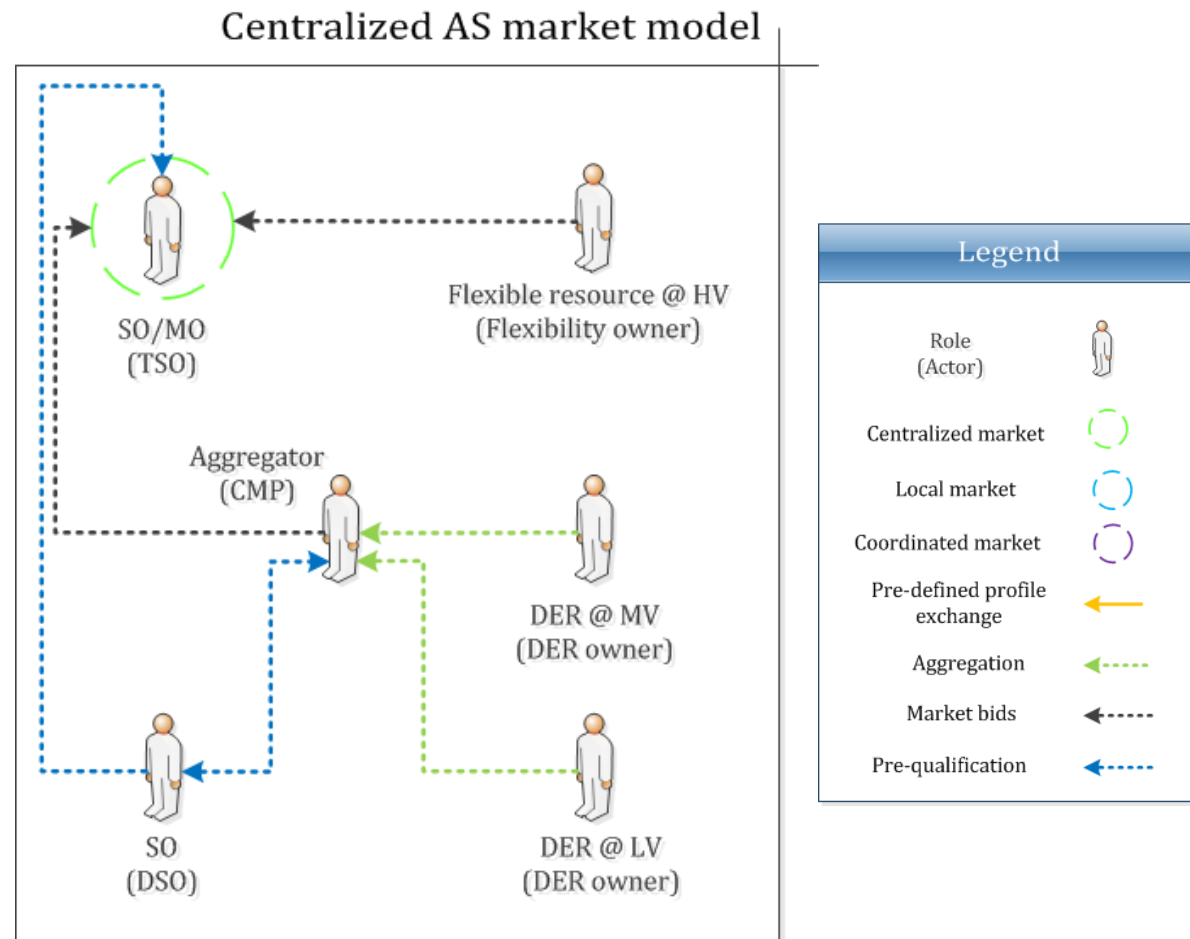 Centralized AS market model
SO/MO
(TSO)
Flexible resource @ HV
(Flexibility owner)
Aggregator
(CMP)
DER @ MV
(DER owner)
SO
(DSO)
DER @ LV
(DER owner)
Legend
Role
(Actor)
Centralized market
Local market
Coordinated market
Pre-defined profile
exchange
Aggregation
Market bids
Pre-qualification